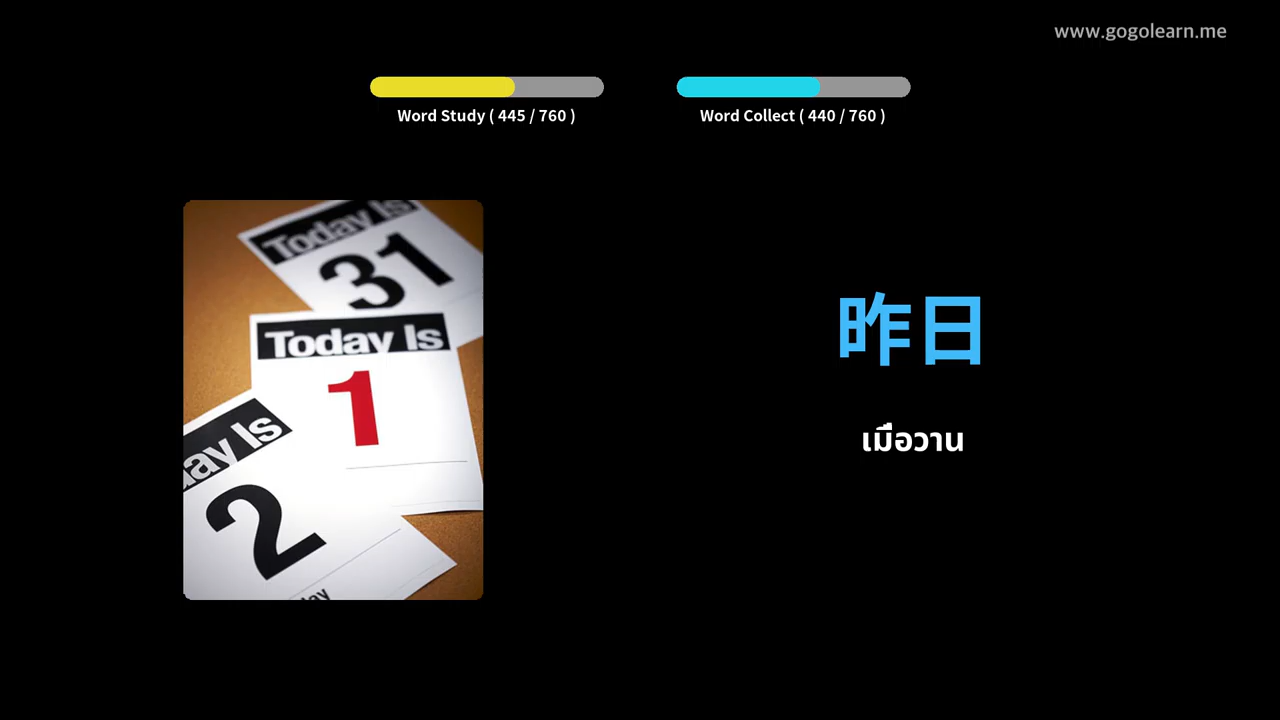 www.gogolearn.me
Word Study ( 445 / 760 )
Word Collect ( 440 / 760 )
Today Is
31
Today Is
1
ay Is
2
昨日
เมื่อวาน